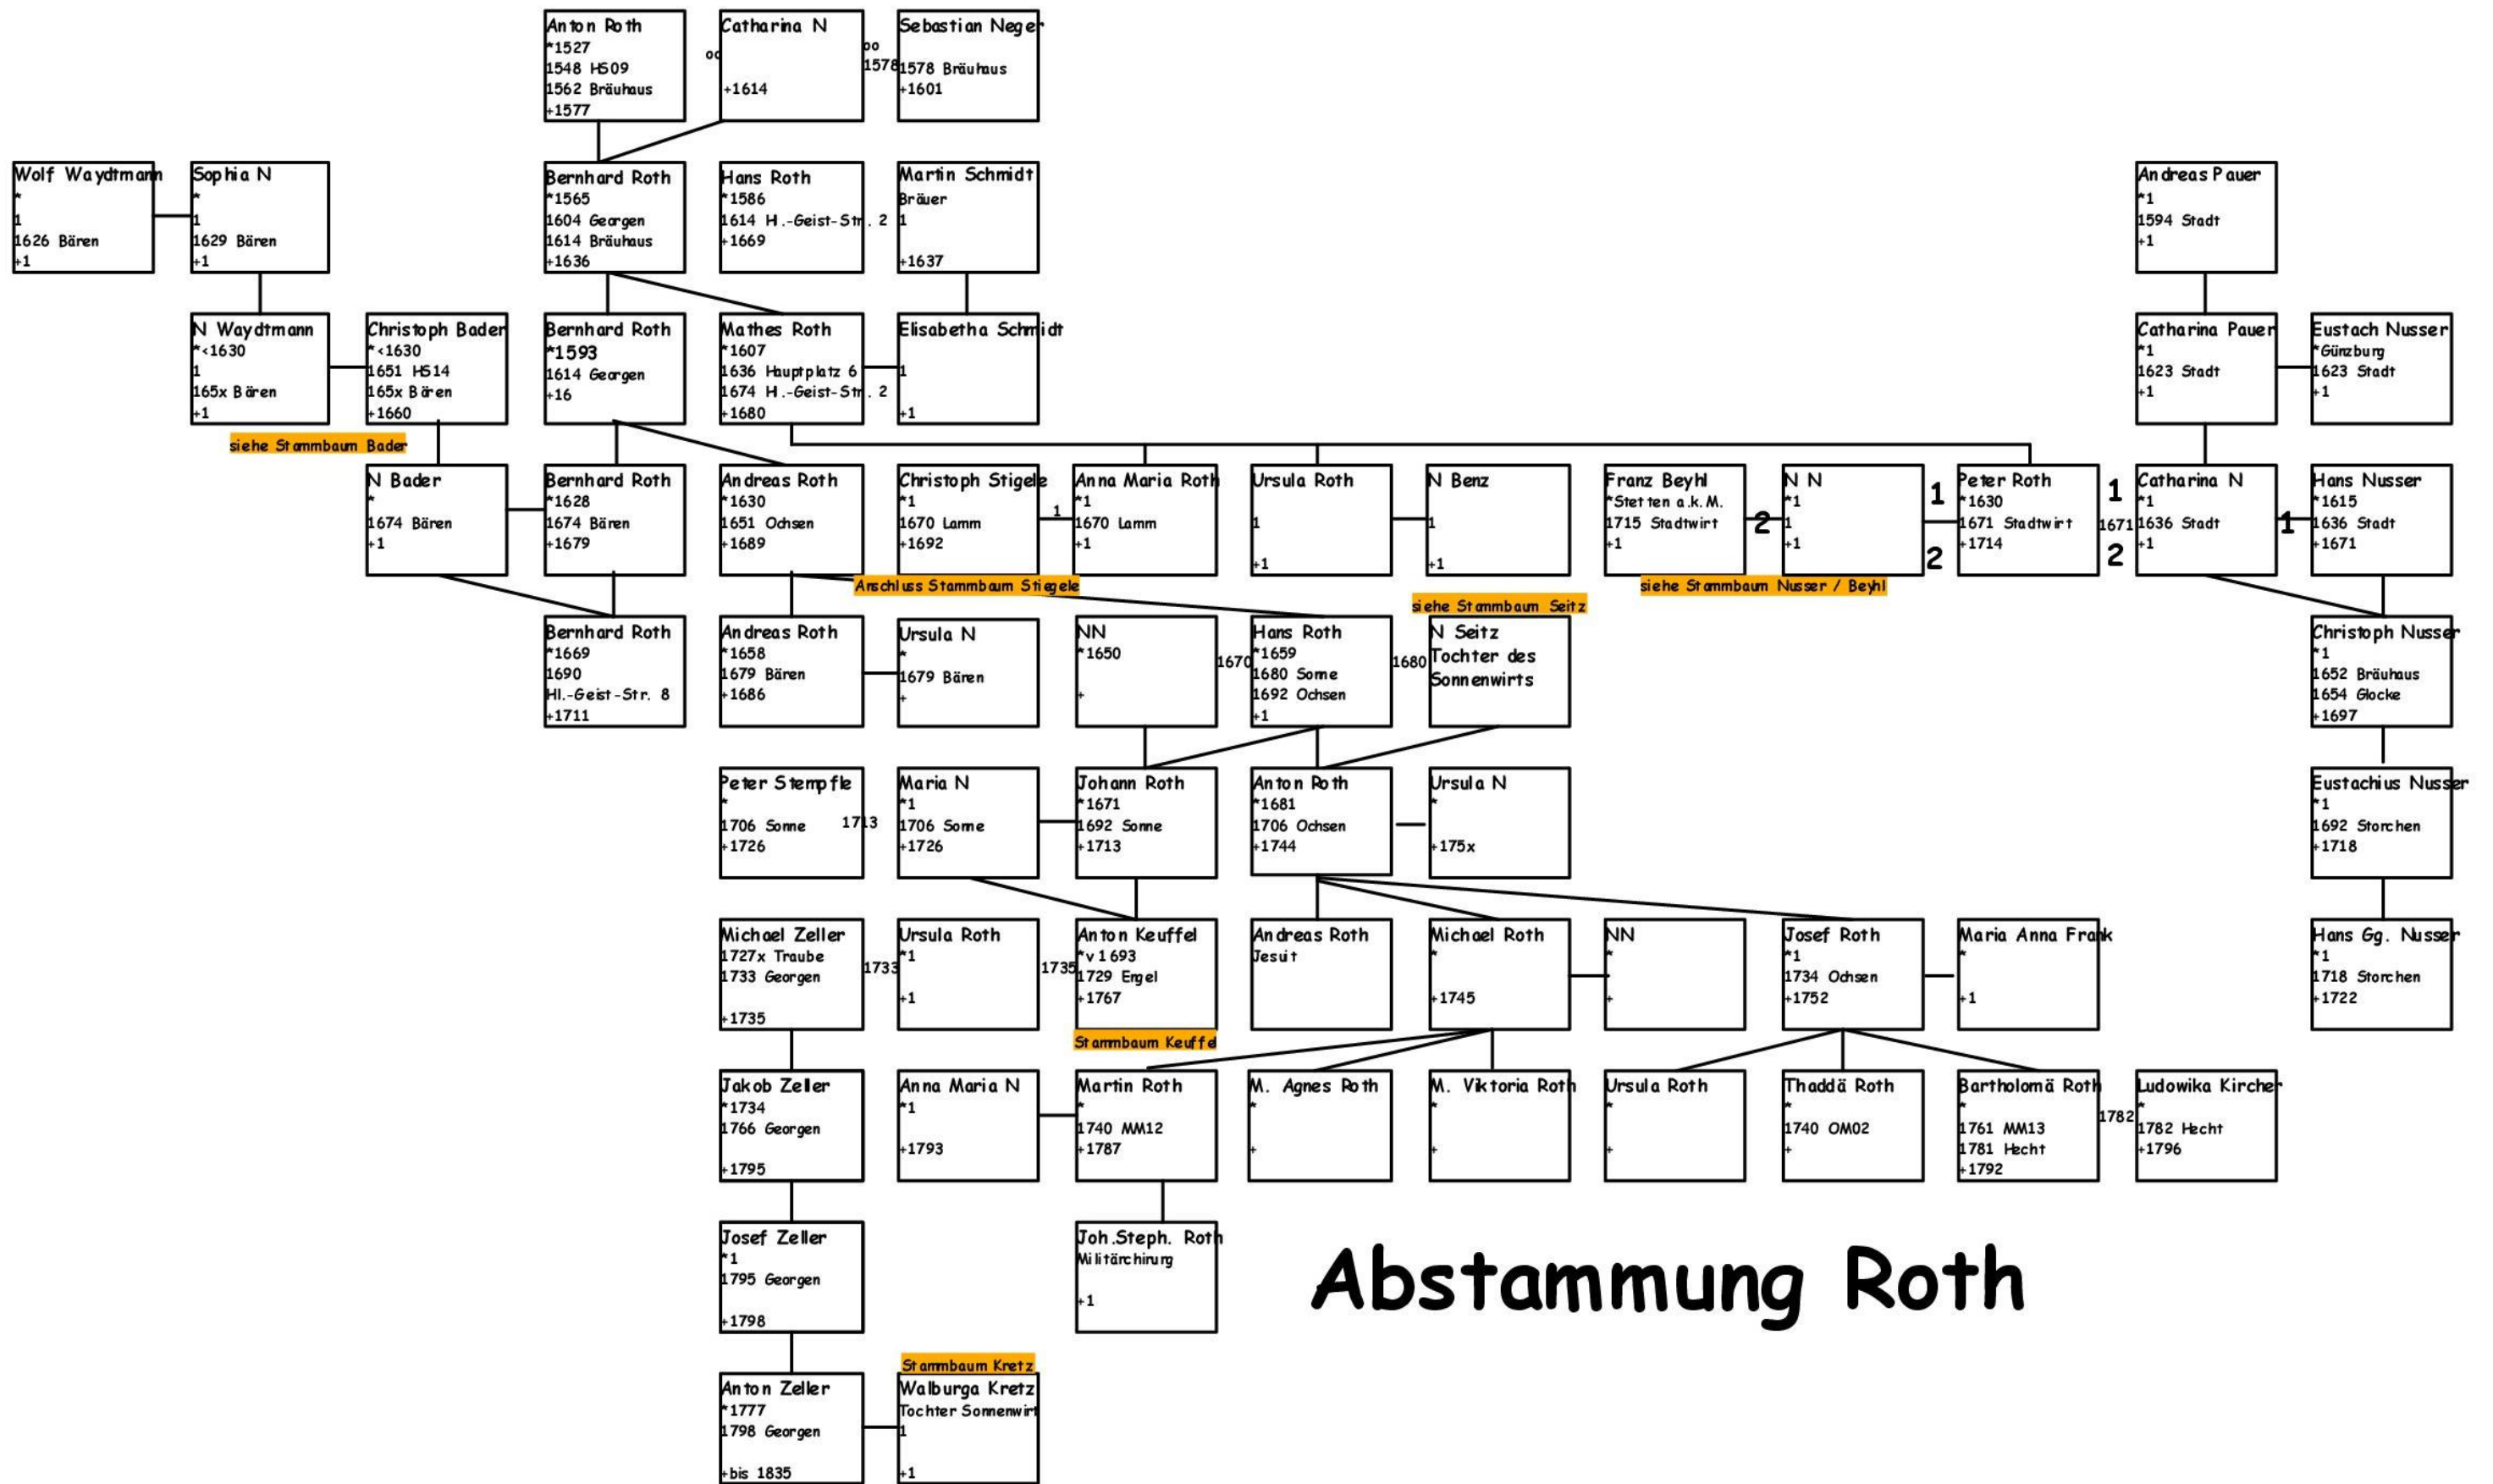 Anton Roth
*1527
1548 HS09
1562 Bräuhaus
+1577
oo
Catharina N
+1614
oo
1578
Sebastian Neger
1578 Bräuhaus
+1601
Wolf Waydtmann
*
1
1626 Bären
+1
Sophia N
*
1
1629 Bären
+1
Bernhard Roth
*1565
1604 Georgen
1614 Bräuhaus
+1636
Hans Roth
*1586
1614 Hl.-Geist-Str. 2
+1669
Martin Schmidt
Bräuer
1
+1637
Andreas Pauer
*1
1594 Stadt
+1
N Waydtmann
*<1630
1
165x Bären
+1
Christoph Bader
*<1630
1651 HS14
165x Bären
+1660
Bernhard Roth
*1593
1614 Georgen
+16
Mathes Roth
*1607
1636 Hauptplatz 6
1674 Hl.-Geist-Str. 2
+1680
Elisabetha Schmidt
1
+1
Catharina Pauer
*1
1623 Stadt
+1
Eustach Nusser
*Günzburg
1623 Stadt
+1
siehe Stammbaum Bader
N Bader
*
1674 Bären
+1
Bernhard Roth
*1628
1674 Bären
+1679
Andreas Roth
*1630
1651 Ochsen
+1689
Christoph Stigele
*1
1670 Lamm
+1692
1
Anna Maria Roth
*1
1670 Lamm
+1
Ursula Roth
1
+1
N Benz
1
+1
Franz Beyhl
*Stetten a.k.M.
1715 Stadtwirt
+1
2
N N
*1
1
+1
1
2
Peter Roth
*1630
1671 Stadtwirt
+1714
1
1671
2
Catharina N
*1
1636 Stadt
+1
1
Hans Nusser
*1615
1636 Stadt
+1671
Anschluss Stammbaum Stiegele
siehe Stammbaum Nusser / Beyhl
siehe Stammbaum Seitz
Bernhard Roth
*1669
1690
Hl.-Geist-Str. 8
+1711
Andreas Roth
*1658
1679 Bären
+1686
Ursula N
*
1679 Bären
+
NN
*1650
+
1670
Hans Roth
*1659
1680 Sonne
1692 Ochsen
+1
1680
N Seitz
Tochter des
Sonnenwirts
Christoph Nusser
*1
1652 Bräuhaus
1654 Glocke
+1697
Peter Stempfle
*
1706 Sonne
+1726
1713
Maria N
*1
1706 Sonne
+1726
Johann Roth
*1671
1692 Sonne
+1713
Anton Roth
*1681
1706 Ochsen
+1744
Ursula N
*
+175x
Eustachius Nusser
*1
1692 Storchen
+1718
Michael Zeller
1727x Traube
1733 Georgen
+1735
1733
Ursula Roth
*1
+1
1735
Anton Keuffel
*v1693
1729 Engel
+1767
Andreas Roth
Jesuit
Michael Roth
*
+1745
NN
*
+
Josef Roth
*1
1734 Ochsen
+1752
Maria Anna Frank
*
+1
Hans Gg. Nusser
*1
1718 Storchen
+1722
Stammbaum Keuffel
Jakob Zeller
*1734
1766 Georgen
+1795
Anna Maria N
*1
+1793
Martin Roth
*
1740 MM12
+1787
M. Agnes Roth
*
+
M. Viktoria Roth
*
+
Ursula Roth
*
+
Thaddä Roth
*
1740 OM02
+
Bartholomä Roth
*
1761 MM13
1781 Hecht
+1792
1782
Ludowika Kircher
*
1782 Hecht
+1796
Josef Zeller
*1
1795 Georgen
+1798
Joh.Steph. Roth
Militärchirurg
+1
Abstammung Roth
Stammbaum Kretz
Anton Zeller
*1777
1798 Georgen
+bis 1835
Walburga Kretz
Tochter Sonnenwirt
1
+1